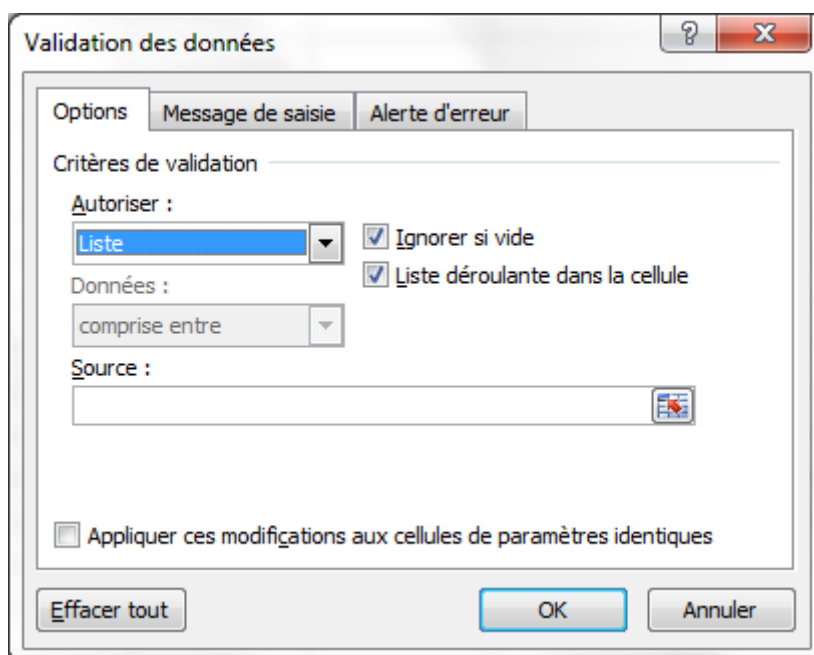 Validation des données
Options Message de saisie Alerte d'erreur
Critères de validation
Autoriser :
Liste
Ignorer si vide
Liste déroulante dans la cellule
Données :
comprise entre
Source :
Appliquer ces modifications aux cellules de paramètres identiques
Effacer tout OK Annuler